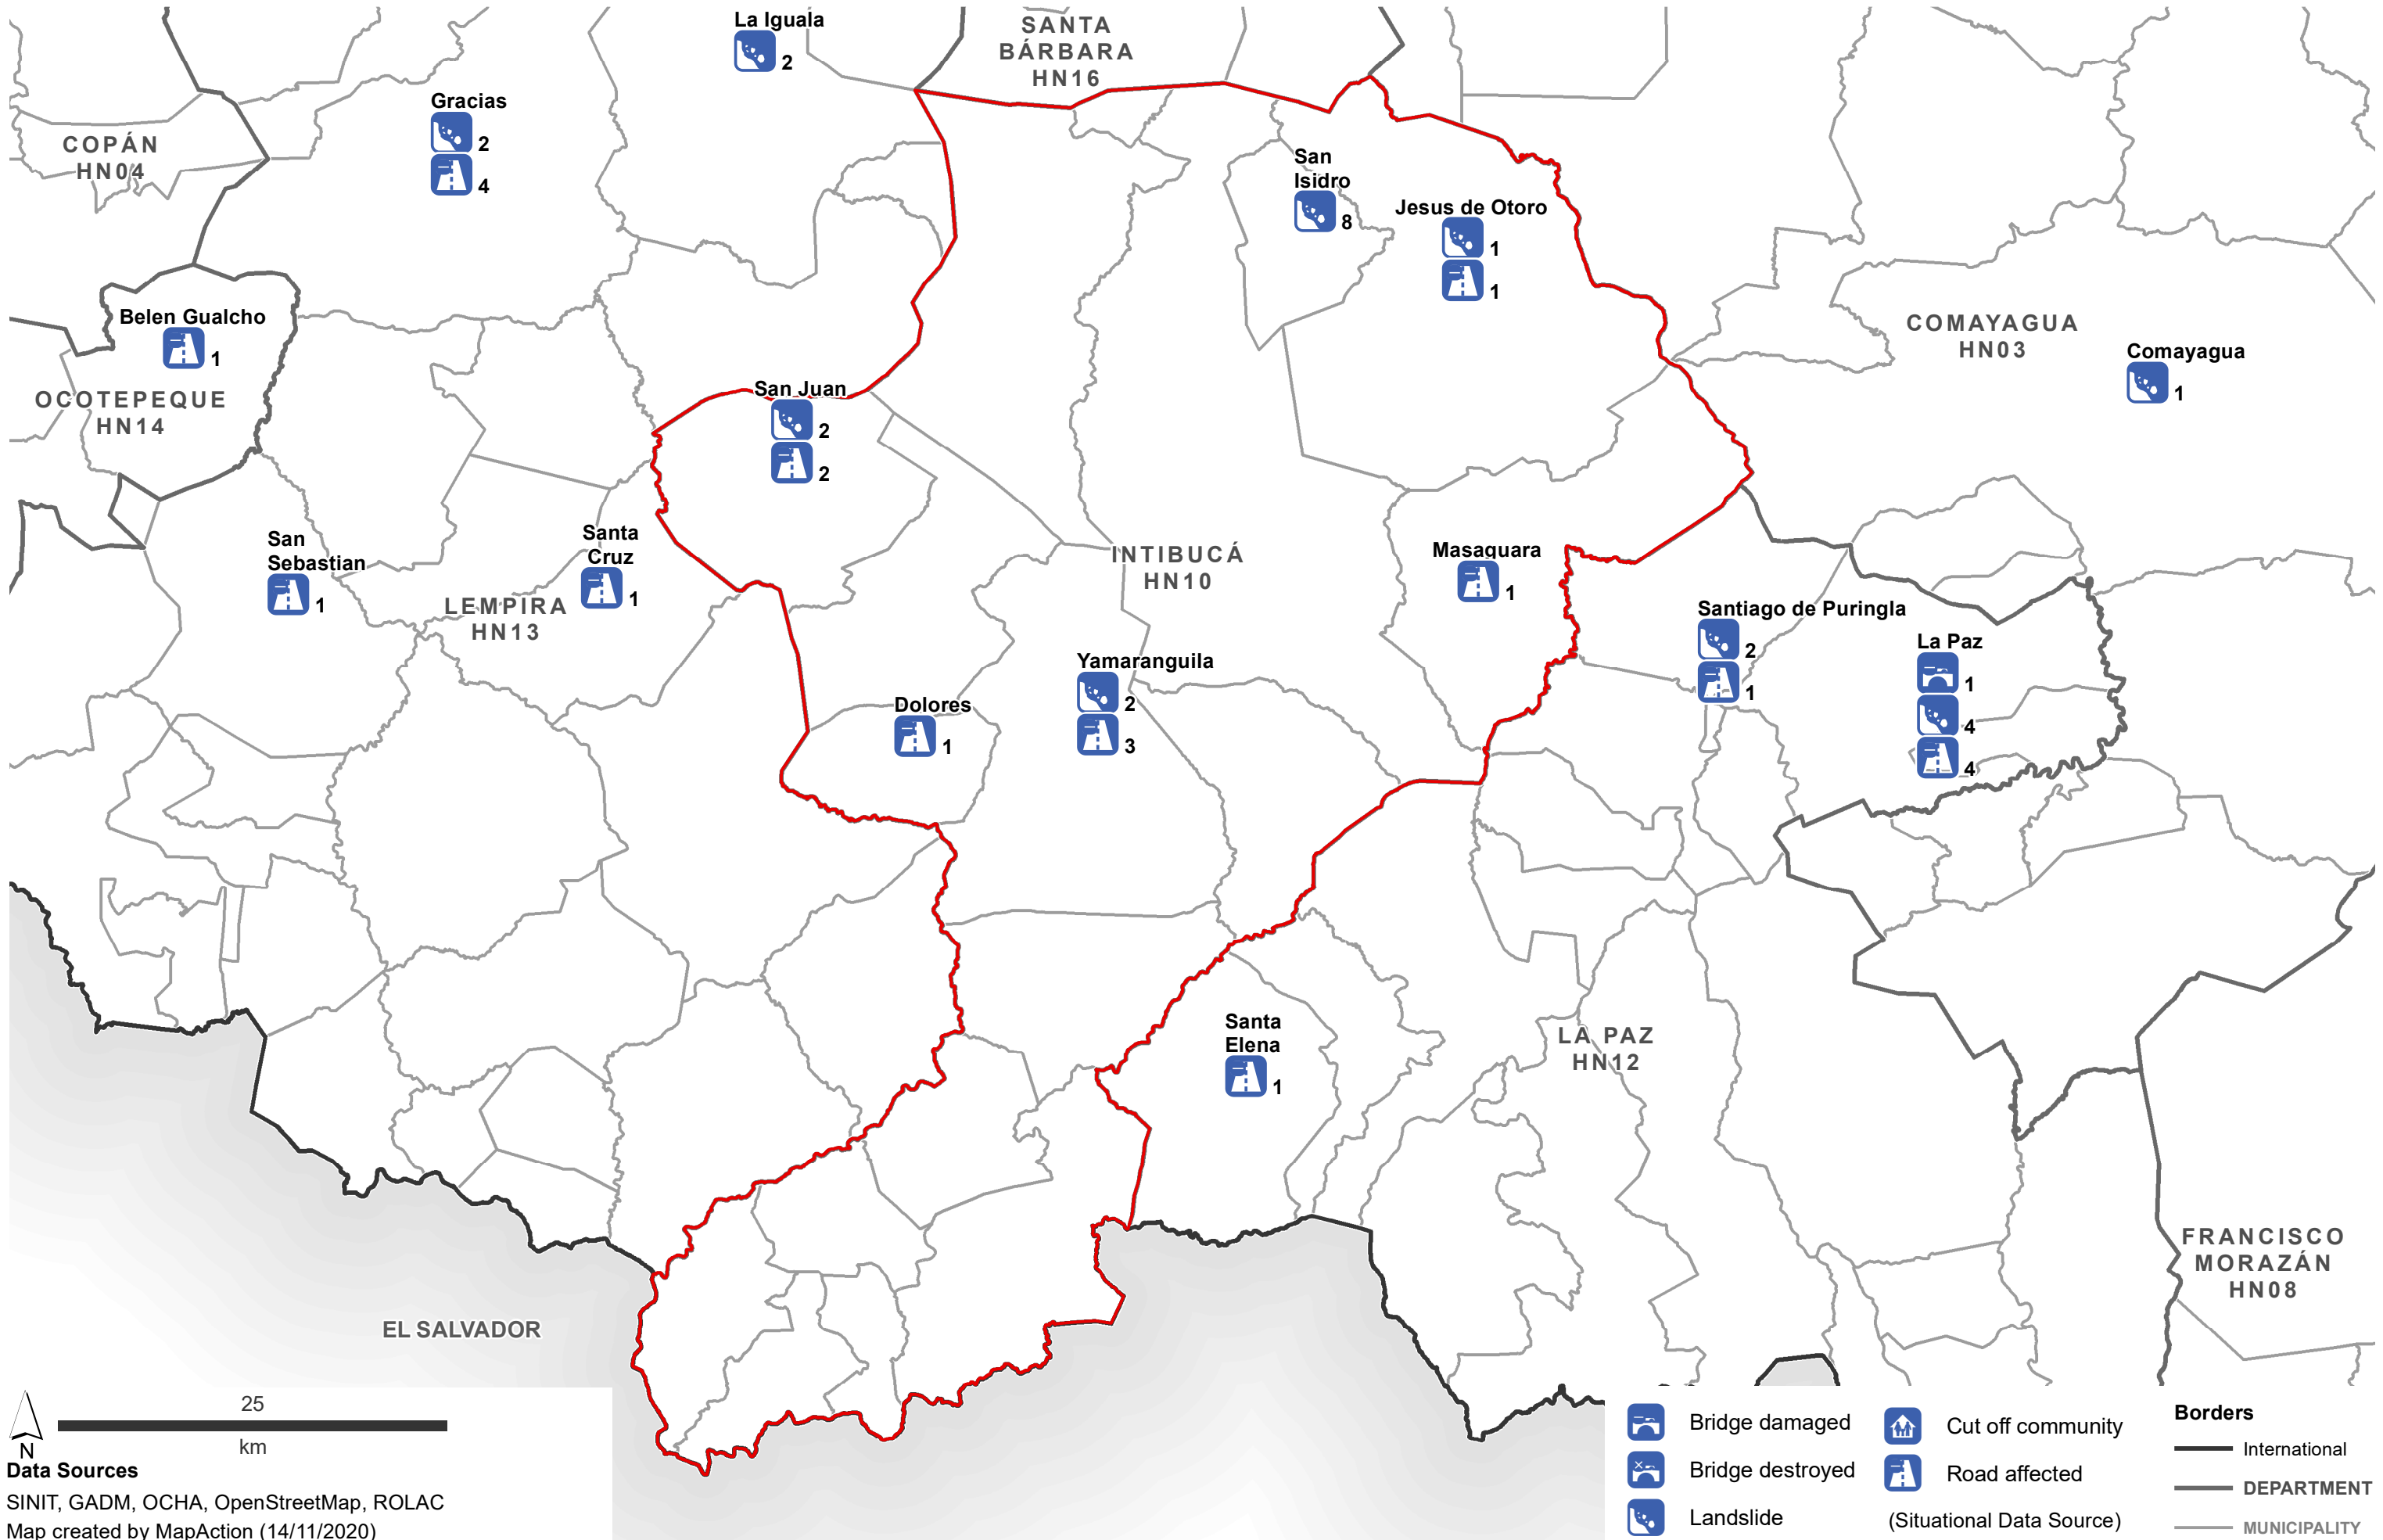 La Iguala
2
SANTA
BÁRBARA
HN16
Gracias
2
4
COPÁN
HN04
San
Isidro
8
Jesus de Otoro
1
1
Belen Gualcho
1
OCOTEPEQUE
HN14
COMAYAGUA
HN03
Comayagua
1
San Juan
2
2
San
Sebastian
1
Santa
Cruz
1
LEMPIRA
HN13
INTIBUCÁ
HN10
Masaguara
1
Santiago de Puringla
2
1
La Paz
1
4
4
Yamaranguila
2
3
Dolores
1
Santa
Elena
1
LA PAZ
HN12
FRANCISCO
MORAZÁN
HN08
EL SALVADOR
25
km
N
Data Sources
SINIT, GADM, OCHA, OpenStreetMap, ROLAC
Map created by MapAction (14/11/2020)
Bridge damaged
Bridge destroyed
Landslide
Cut off community
Road affected
(Situational Data Source)
Borders
International
DEPARTMENT
MUNICIPALITY